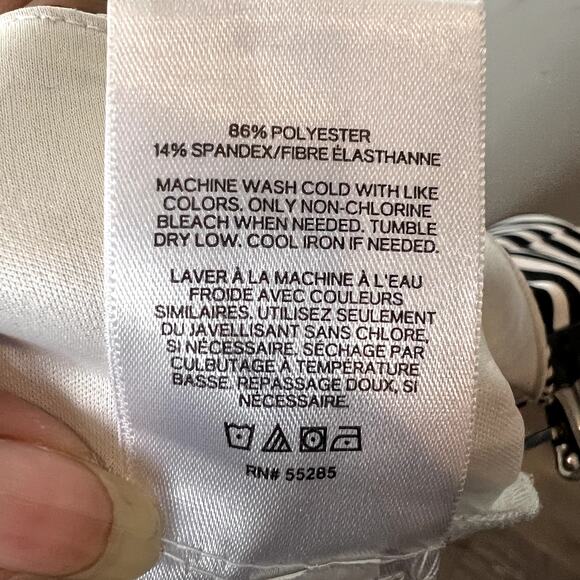 86% POLYESTER
14% SPANDEX/FIBRE ÉLASTHANNE
MACHINE WASH COLD WITH LIKE
COLORS. ONLY NON-CHLORINE
BLEACH WHEN NEEDED. TUMBLE
DRY LOW. COOL IRON IF NEEDED.
LAVER À LA MACHINE À L'EAU
FROIDE AVEC COULEURS
SIMILAIRES. UTILISEZ SEULEMENT
DU JAVELLISANT SANS CHLORE,
SI NÉCESSAIRE. SÉCHAGE PAR
CULBUTAGE À TEMPÉRATURE
BASSE. REPASSAGE DOUX, SI
NÉCESSAIRE.
RN# 55285